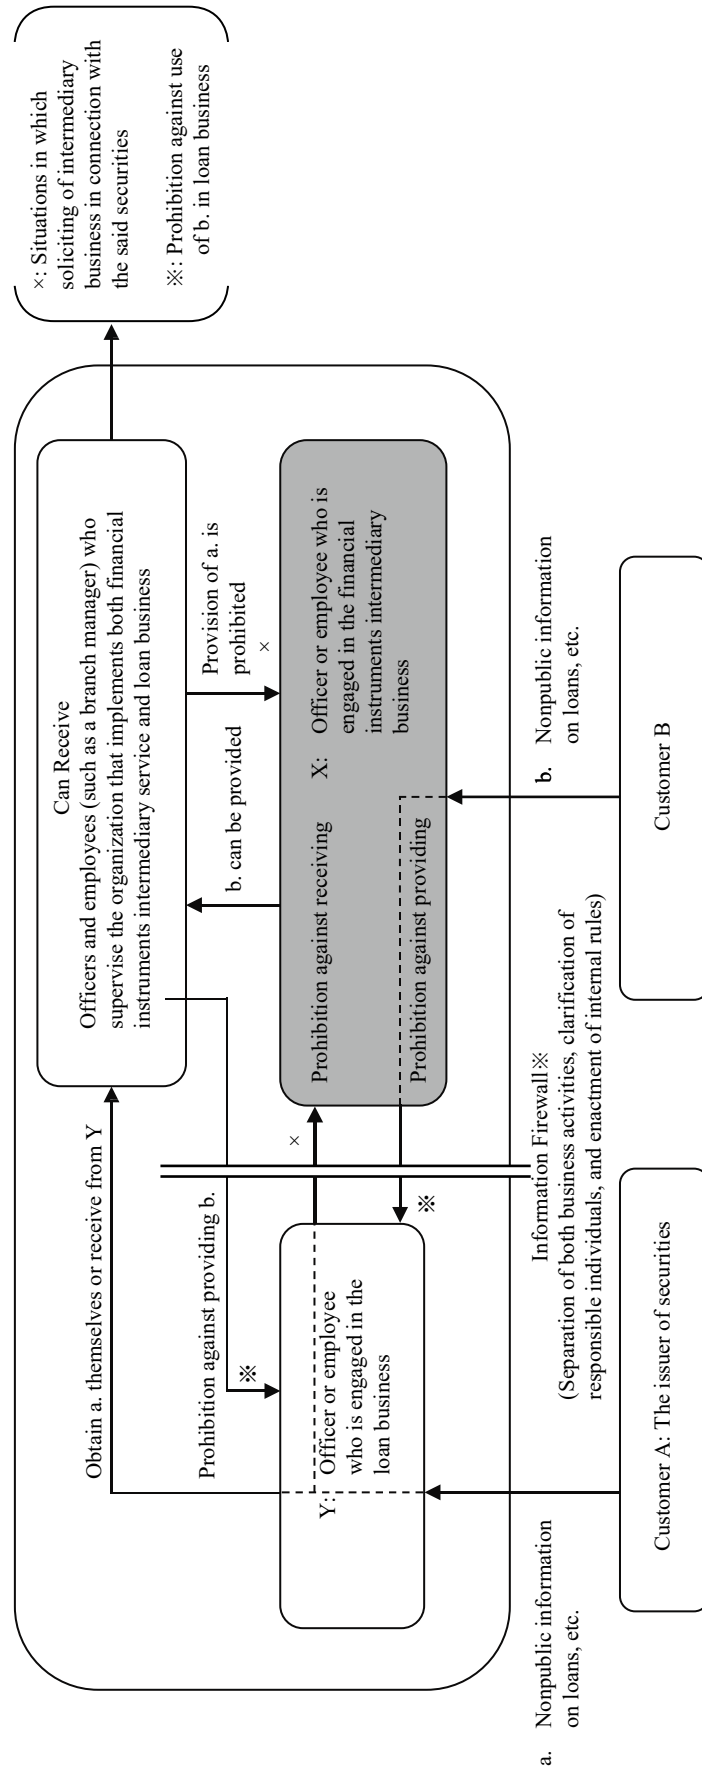 ×: Situations in which
soliciting of intermediary
business in connection with
the said securities
※: Prohibition against use
of b. in loan business
Can Receive
Officers and employees (such as a branch manager) who
supervise the organization that implements both financial
instruments intermediary service and loan business
Obtain a. themselves or receive from Y
Prohibition against providing b.
※
b. can be provided
Provision of a. is
prohibited
×
Y: Officer or employee
who is engaged in the
loan business
×
※
Prohibition against receiving
Prohibition against providing
X: Officer or employee who is
engaged in the financial
instruments intermediary
business
a. Nonpublic information
on loans, etc.
Information Firewall※
(Separation of both business activities, clarification of
responsible individuals, and enactment of internal rules)
b. Nonpublic information
on loans, etc.
Customer A: The issuer of securities
Customer B